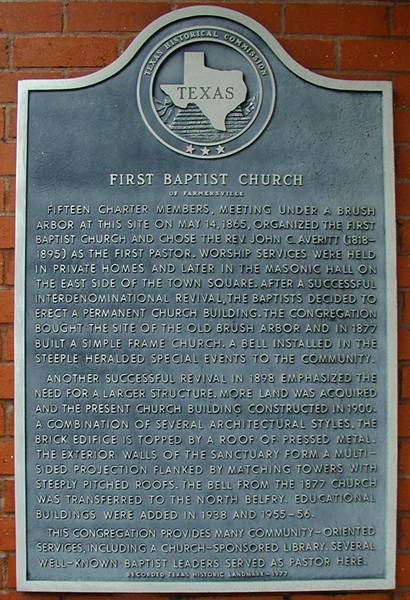 TEXAS HISTORICAL COMMISSION
TEXAS
FIRST BAPTIST CHURCH
OF FARMERSVILLE
FIFTEEN CHARTER MEMBERS, MEETING UNDER A BRUSH
ARBOR AT THIS SITE ON MAY 14, 1865, ORGANIZED THE FIRST
BAPTIST CHURCH AND CHOSE THE REV. JOHN C. AVERITT (1818-
1895) AS THE FIRST PASTOR. WORSHIP SERVICES WERE HELD
IN PRIVATE HOMES AND LATER IN THE MASONIC HALL ON
THE EAST SIDE OF THE TOWN SQUARE. AFTER A SUCCESSFUL
INTERDENOMINATIONAL REVIVAL, THE BAPTISTS DECIDED TO
ERECT A PERMANENT CHURCH BUILDING. THE CONGREGATION
BOUGHT THE SITE OF THE OLD BRUSH ARBOR AND IN 1877
BUILT A SIMPLE FRAME CHURCH. A BELL INSTALLED IN THE
STEEPLE HERALDED SPECIAL EVENTS TO THE COMMUNITY.
ANOTHER SUCCESSFUL REVIVAL IN 1898 EMPHASIZED THE
NEED FOR A LARGER STRUCTURE. MORE LAND WAS ACQUIRED
AND THE PRESENT CHURCH BUILDING CONSTRUCTED IN 1900.
A COMBINATION OF SEVERAL ARCHITECTURAL STYLES, THE
BRICK EDIFICE IS TOPPED BY A ROOF OF PRESSED METAL.
THE EXTERIOR WALLS OF THE SANCTUARY FORM A MULTI-
SIDED PROJECTION FLANKED BY MATCHING TOWERS WITH
STEEPLY PITCHED ROOFS. THE BELL FROM THE 1877 CHURCH
WAS TRANSFERRED TO THE NORTH BELFRY. EDUCATIONAL
BUILDINGS WERE ADDED IN 1938 AND 1955-56.
THIS CONGREGATION PROVIDES MANY COMMUNITY-ORIENTED
SERVICES, INCLUDING A CHURCH-SPONSORED LIBRARY. SEVERAL
WELL-KNOWN BAPTIST LEADERS SERVED AS PASTOR HERE.
RECORDED TEXAS HISTORIC LANDMARK-1977